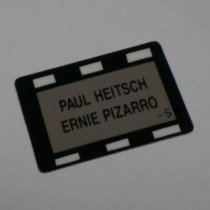 PAUL HEITSCH
ERNIE PIZARRO
-5